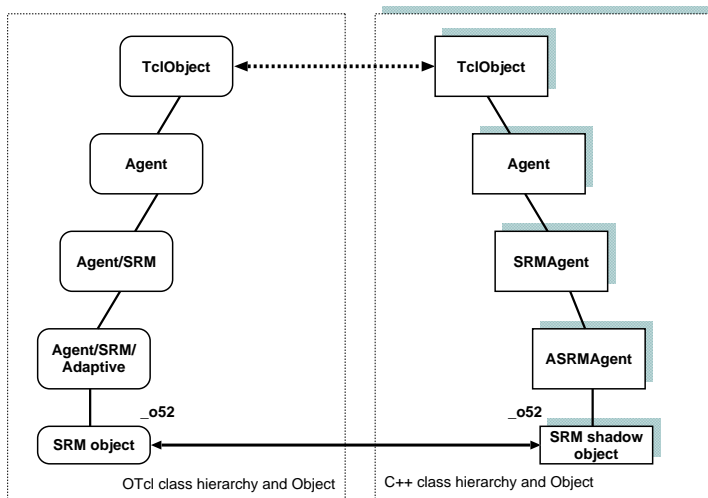 TclObject
Agent
Agent/SRM
Agent/SRM/
Adaptive
_o52
SRM object
OTcl class hierarchy and Object
TclObject
Agent
SRMAgent
ASRMAgent
_o52
SRM shadow
object
C++ class hierarchy and Object